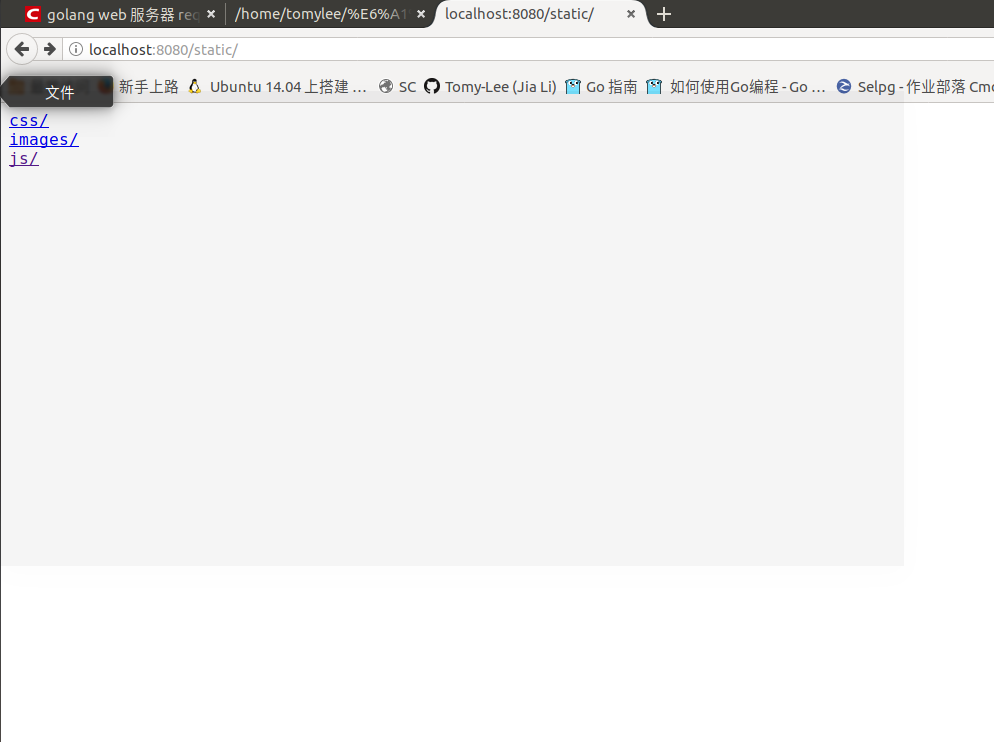 golang web 服务器 req
/home/tomylee/%E6%A1
localhost:8080/static/
localhost:8080/static/
文件
新手上路
Ubuntu 14.04 上搭建 ...
SC
Tomy-Lee (Jia Li)
Go 指南
如何使用Go编程 - Go ...
Selpg - 作业部落 Cmd
css/
images/
js/